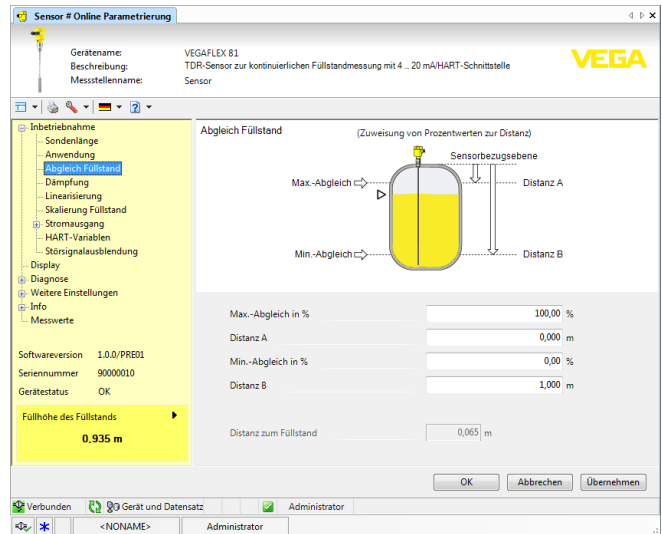 Sensor # Online Parametrierung
Gerätename: VEGAFLEX 81
Beschreibung: TDR-Sensor zur kontinuierlichen Füllstandmessung mit 4 .. 20 mA/HART-Schnittstelle
Messstellenname: Sensor
VEGA
Inbetriebnahme
Sondenlänge
Anwendung
Abgleich Füllstand
Dämpfung
Linearisierung
Skalierung Füllstand
Stromausgang
HART-Variablen
Störsignalausblendung
Display
Diagnose
Weitere Einstellungen
Info
Messwerte
Softwareversion 1.0.0/PRE01
Seriennummer 90000010
Gerätestatus OK
Füllhöhe des Füllstands
0,935 m
Abgleich Füllstand
(Zuweisung von Prozentwerten zur Distanz)
Sensorbezugsebene
Max.-Abgleich Distanz A
Min.-Abgleich Distanz B
Max.-Abgleich in % 100,00 %
Distanz A 0,000 m
Min.-Abgleich in % 0,00 %
Distanz B 1,000 m
Distanz zum Füllstand 0,065 m
OK Abbrechen Übernehmen
Verbunden Gerät und Datensatz Administrator
<NONAME> Administrator